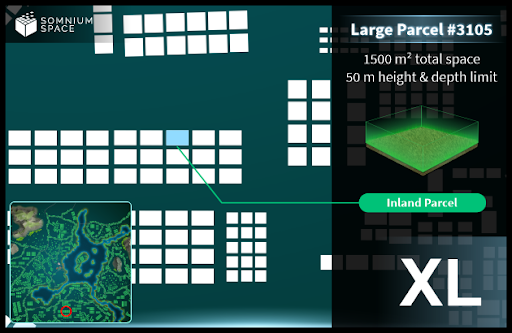 SOMNIUM
SPACE
Large Parcel #3105
1500 m² total space
50 m height & depth limit
Inland Parcel
XL